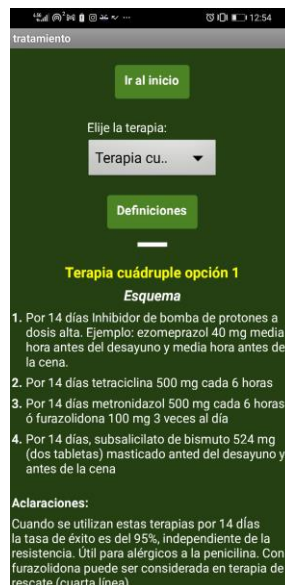 12:54
tratamiento
Ir al inicio
Elije la terapia:
Terapia cu..
Definiciones
Terapia cuádruple opción 1
Esquema
1. Por 14 días Inhibidor de bomba de protones a
dosis alta. Ejemplo: ezomeprazol 40 mg media
hora antes del desayuno y media hora antes de
la cena.
2. Por 14 días tetraciclina 500 mg cada 6 horas
3. Por 14 días metronidazol 500 mg cada 6 horas
ó furazolidona 100 mg 3 veces al día
4. Por 14 días, subsalicilato de bismuto 524 mg
(dos tabletas) masticado anted del desayuno y
antes de la cena
Aclaraciones:
Cuando se utilizan estas terapias por 14 días
la tasa de éxito es del 95%, independiente de la
resistencia. Útil para alérgicos a la penicilina. Con
furazolidona puede ser considerada en terapia de
rescate (cuarta línea)